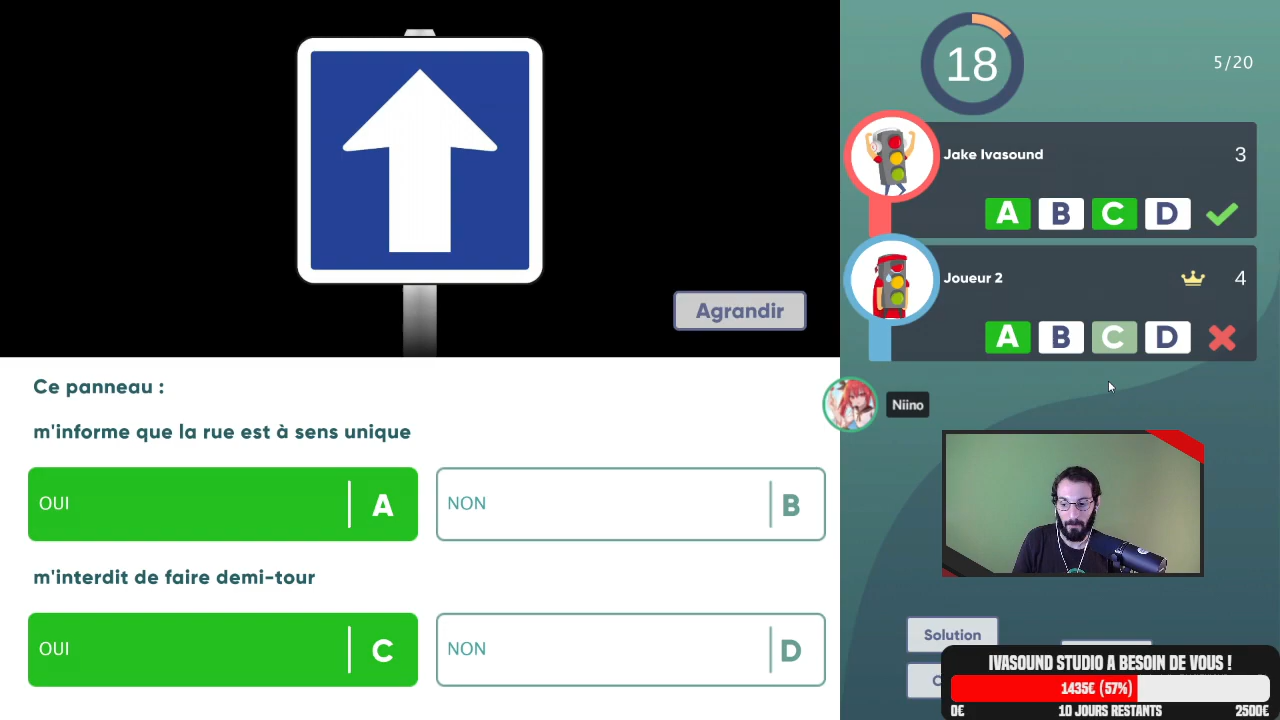 18
5/20
Jake Ivasound
3
A B C D
Joueur 2
4
A B C D
Agrandir
Niino
Ce panneau :
m'informe que la rue est à sens unique
OUI A
NON B
m'interdit de faire demi-tour
OUI C
NON D
Solution
IVASOUND STUDIO A BESOIN DE VOUS !
1435€ (57%)
0€ 10 JOURS RESTANTS 2500€